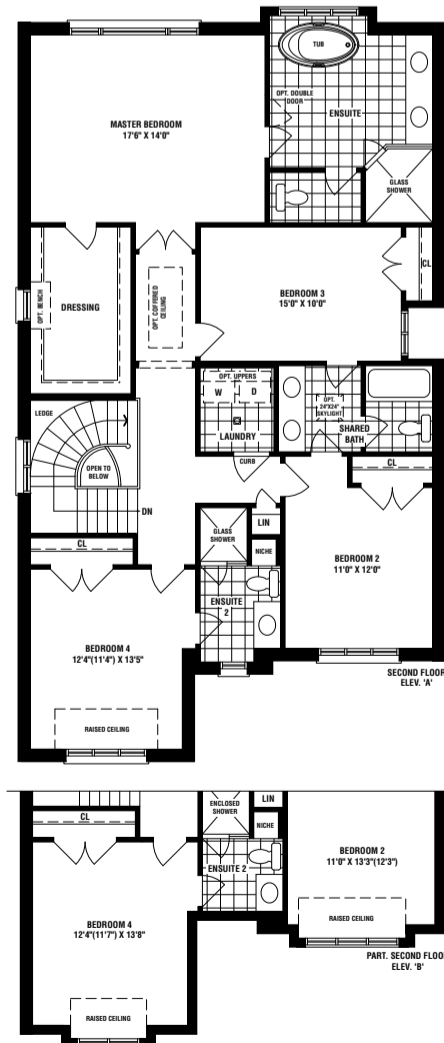 TUB
OPT. DOUBLE
DOOR
ENSUITE
MASTER BEDROOM
17'6" X 14'0"
GLASS
SHOWER
CL
OPT. BENCH
DRESSING
OPT. COFFERED
CEILING
BEDROOM 3
15'0" X 10'0"
OPT. UPPERS
W
D
LAUNDRY
OPT.
24"X24"
SKYLIGHT
SHARED
BATH
LEDGE
OPEN TO
BELOW
DN
CURB
CL
LIN
GLASS
SHOWER
NICHE
CL
BEDROOM 2
11'0" X 12'0"
ENSUITE
2
BEDROOM 4
12'4"(11'4") X 13'5"
RAISED CEILING
SECOND FLOOR
ELEV. 'A'
ENCLOSED
SHOWER
LIN
NICHE
CL
BEDROOM 2
11'0" X 13'3"(12'3")
ENSUITE 2
BEDROOM 4
12'4"(11'7") X 13'8"
RAISED CEILING
PART. SECOND FLOOR
ELEV. 'B'
RAISED CEILING